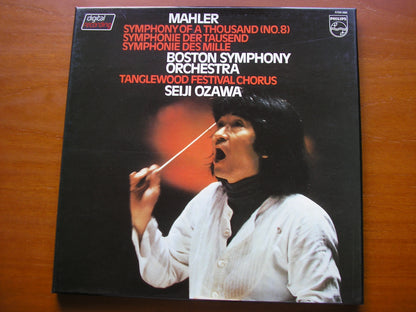 digital
recording
MAHLER
PHILIPS
SYMPHONY OF A THOUSAND (NO.8)
SYMPHONIE DER TAUSEND
SYMPHONIE DES MILLE
BOSTON SYMPHONY
ORCHESTRA
TANGLEWOOD FESTIVAL CHORUS
SEIJI OZAWA